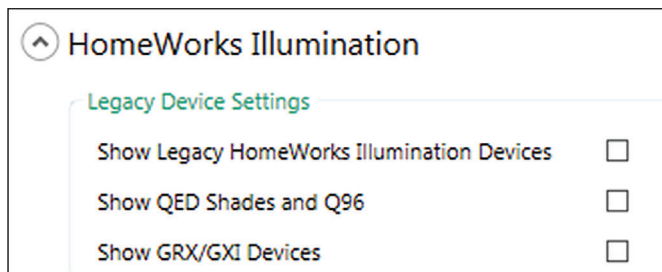 HomeWorks Illumination
Legacy Device Settings
Show Legacy HomeWorks Illumination Devices
Show QED Shades and Q96
Show GRX/GXI Devices